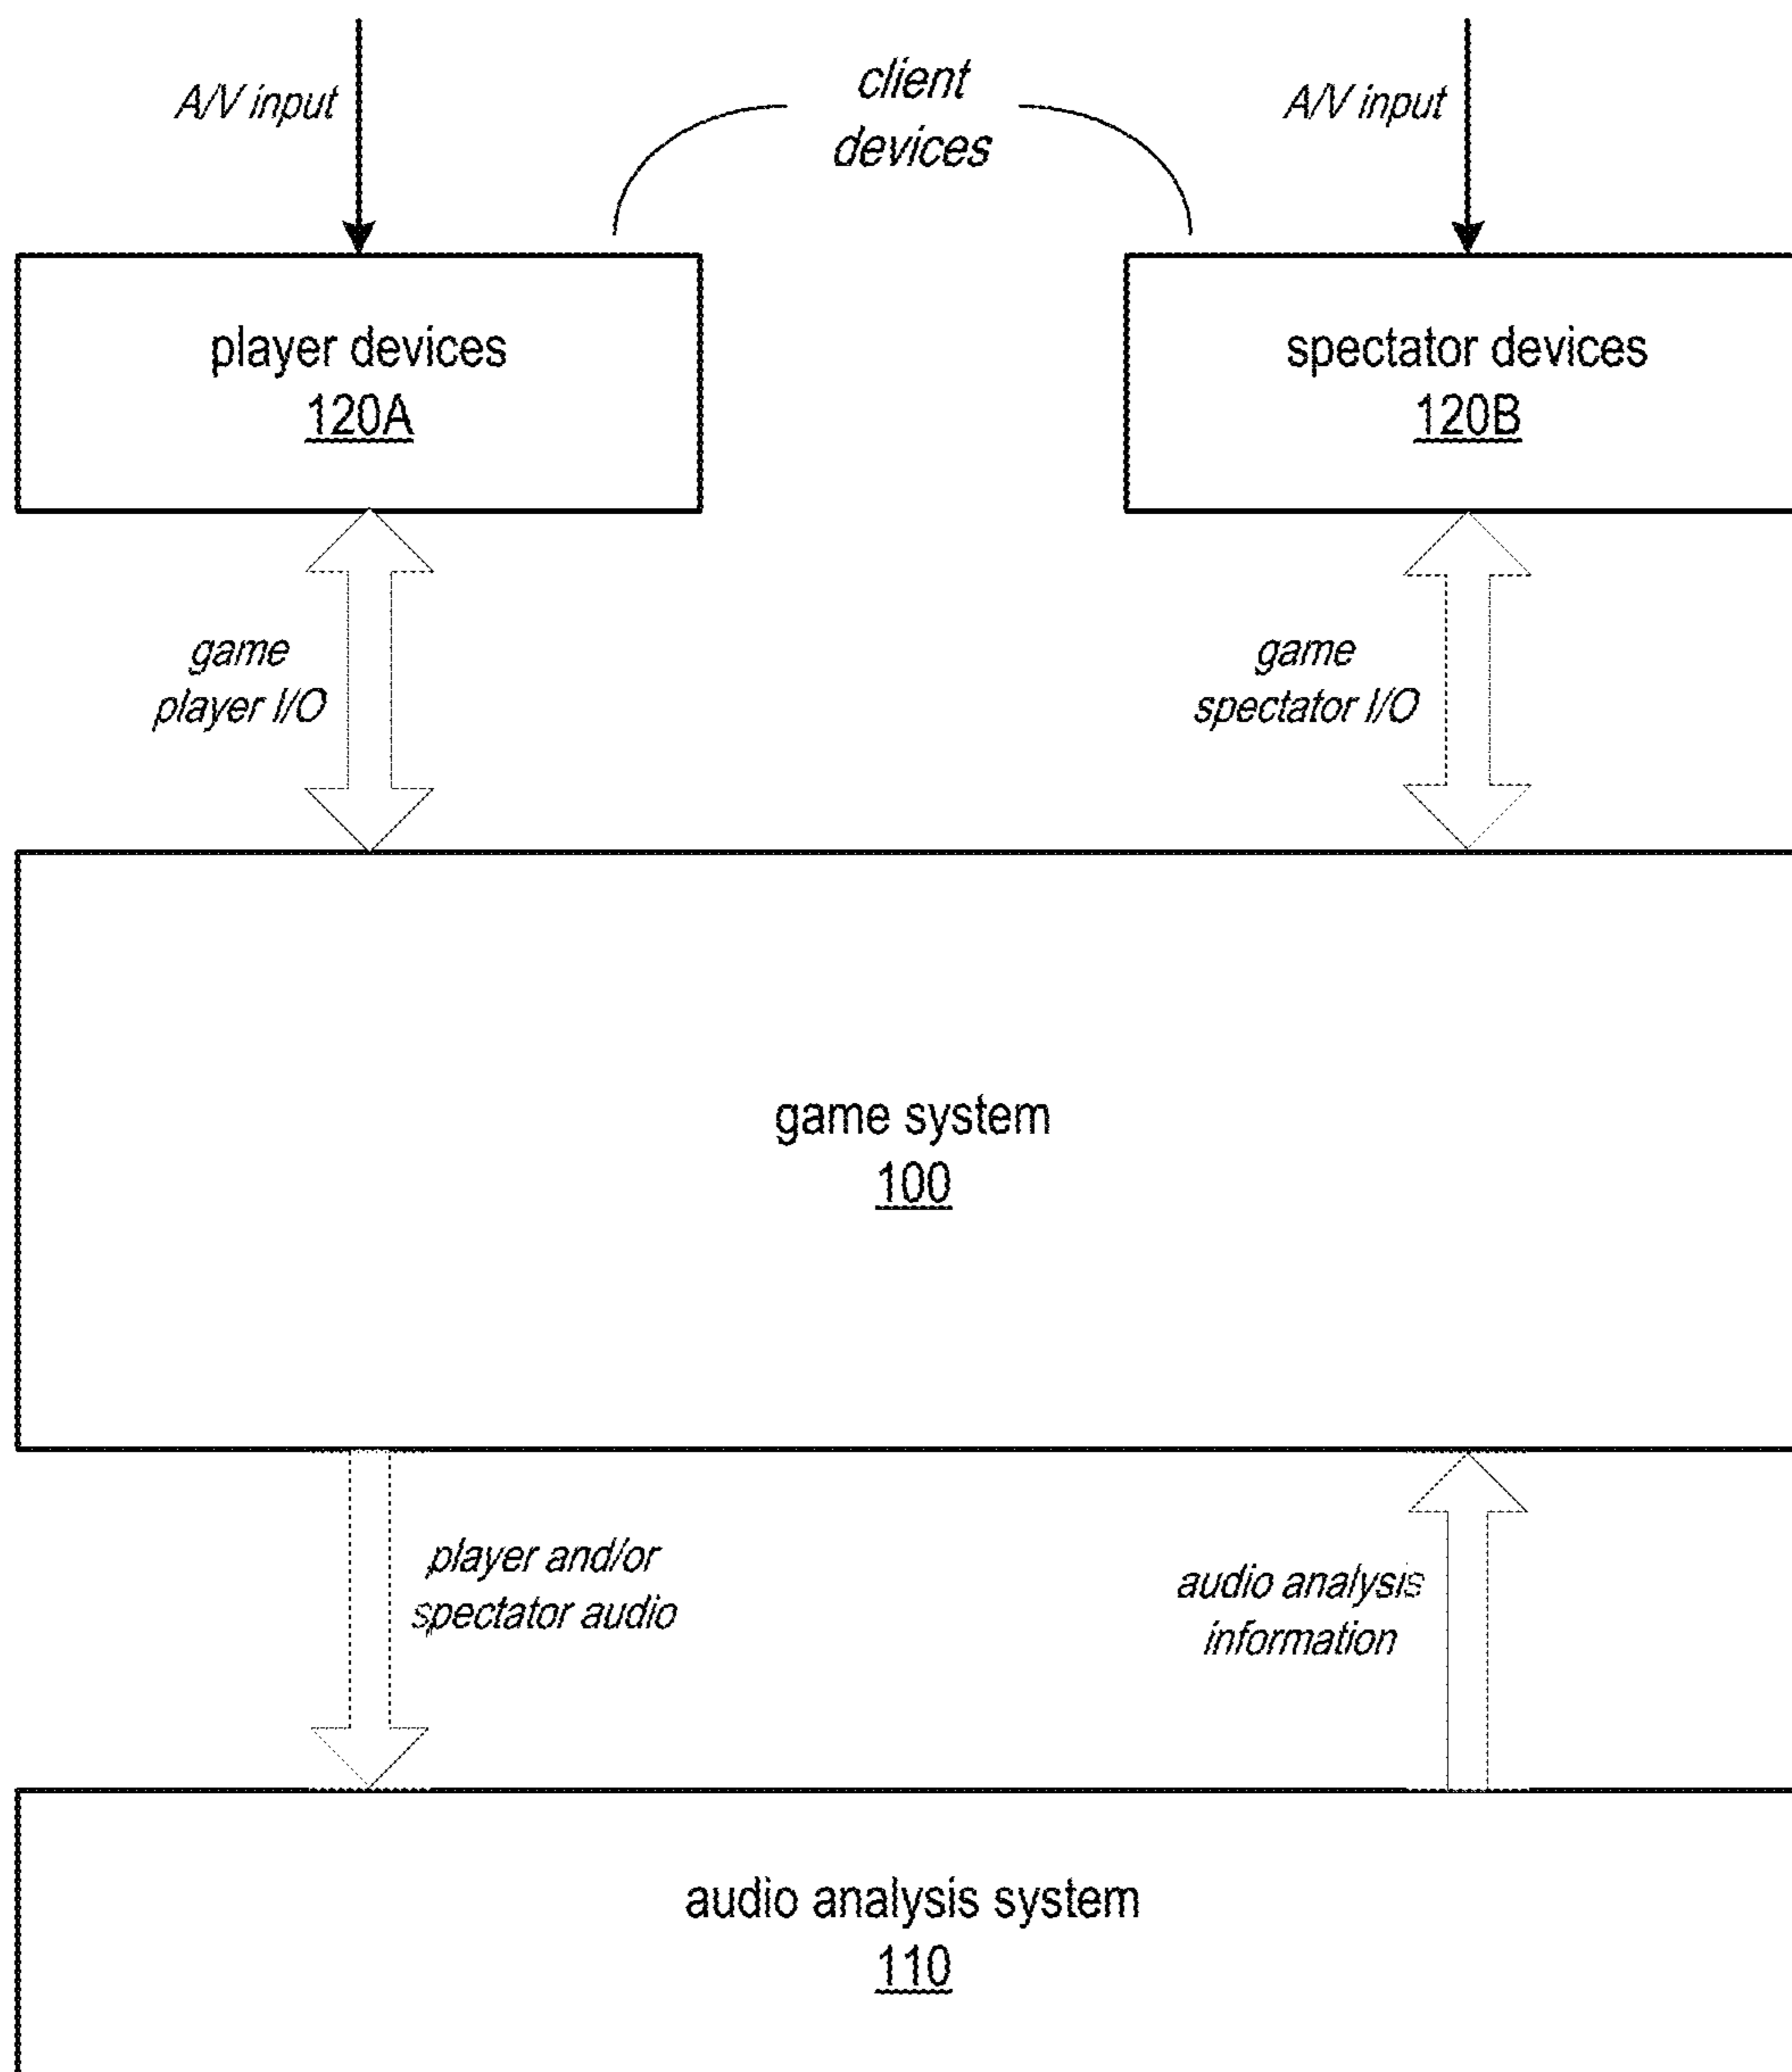 A/V input
client
devices
A/V input
player devices
120A
spectator devices
120B
game
player I/O
game
spectator I/O
game system
100
player and/or
spectator audio
audio analysis
information
audio analysis system
110